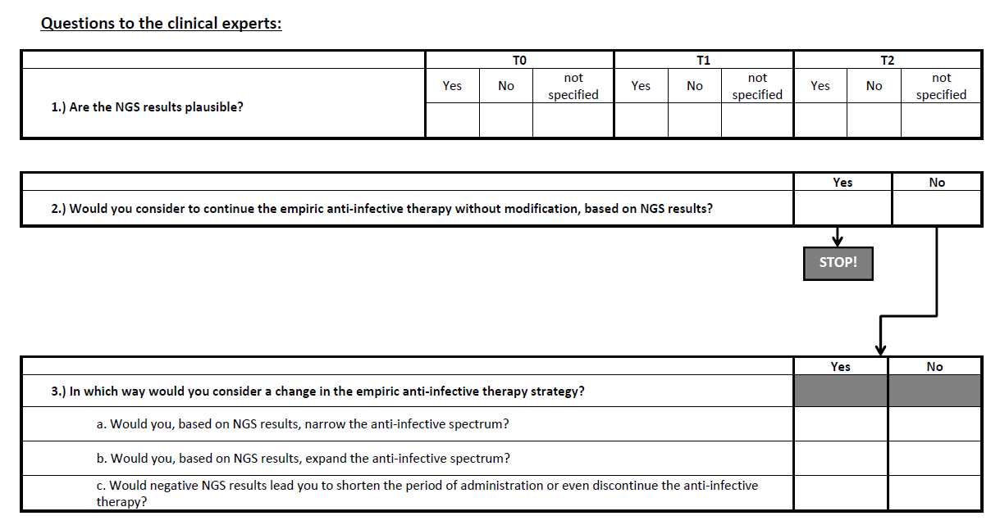 Questions to the clinical experts:
T0 T1 T2
Yes No not specified Yes No not specified Yes No not specified
1.) Are the NGS results plausible?
Yes No
2.) Would you consider to continue the empiric anti-infective therapy without modification, based on NGS results?
STOP!
Yes No
3.) In which way would you consider a change in the empiric anti-infective therapy strategy?
a. Would you, based on NGS results, narrow the anti-infective spectrum?
b. Would you, based on NGS results, expand the anti-infective spectrum?
c. Would negative NGS results lead you to shorten the period of administration or even discontinue the anti-infective
therapy?